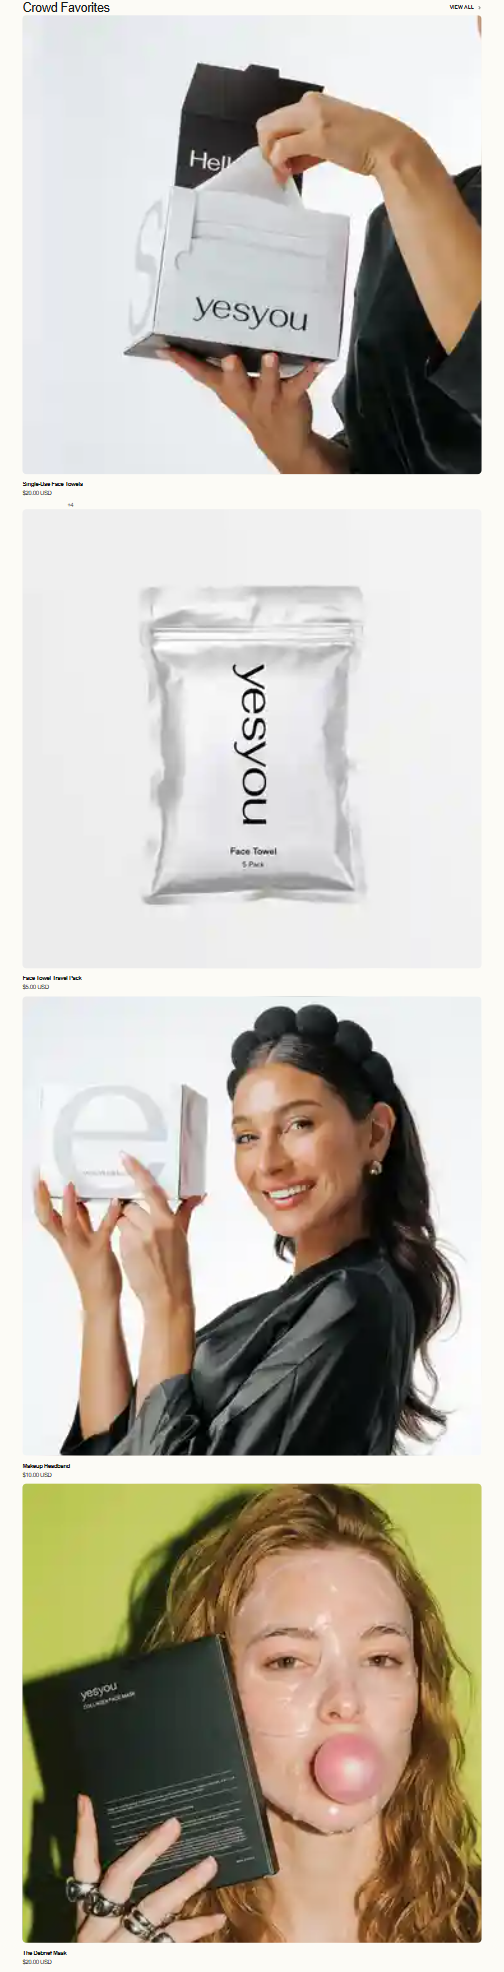 Crowd Favorites
VIEW ALL
Hell
yesyou
Single-Use Face Towels
$20.00 USD
+4
yesyou
Face Towel
5 Pack
Face Towel Travel Pack
$5.00 USD
e
Makeup Headband
$10.00 USD
yesyou
COLLAGEN FACE MASK
The Debrief Mask
$20.00 USD